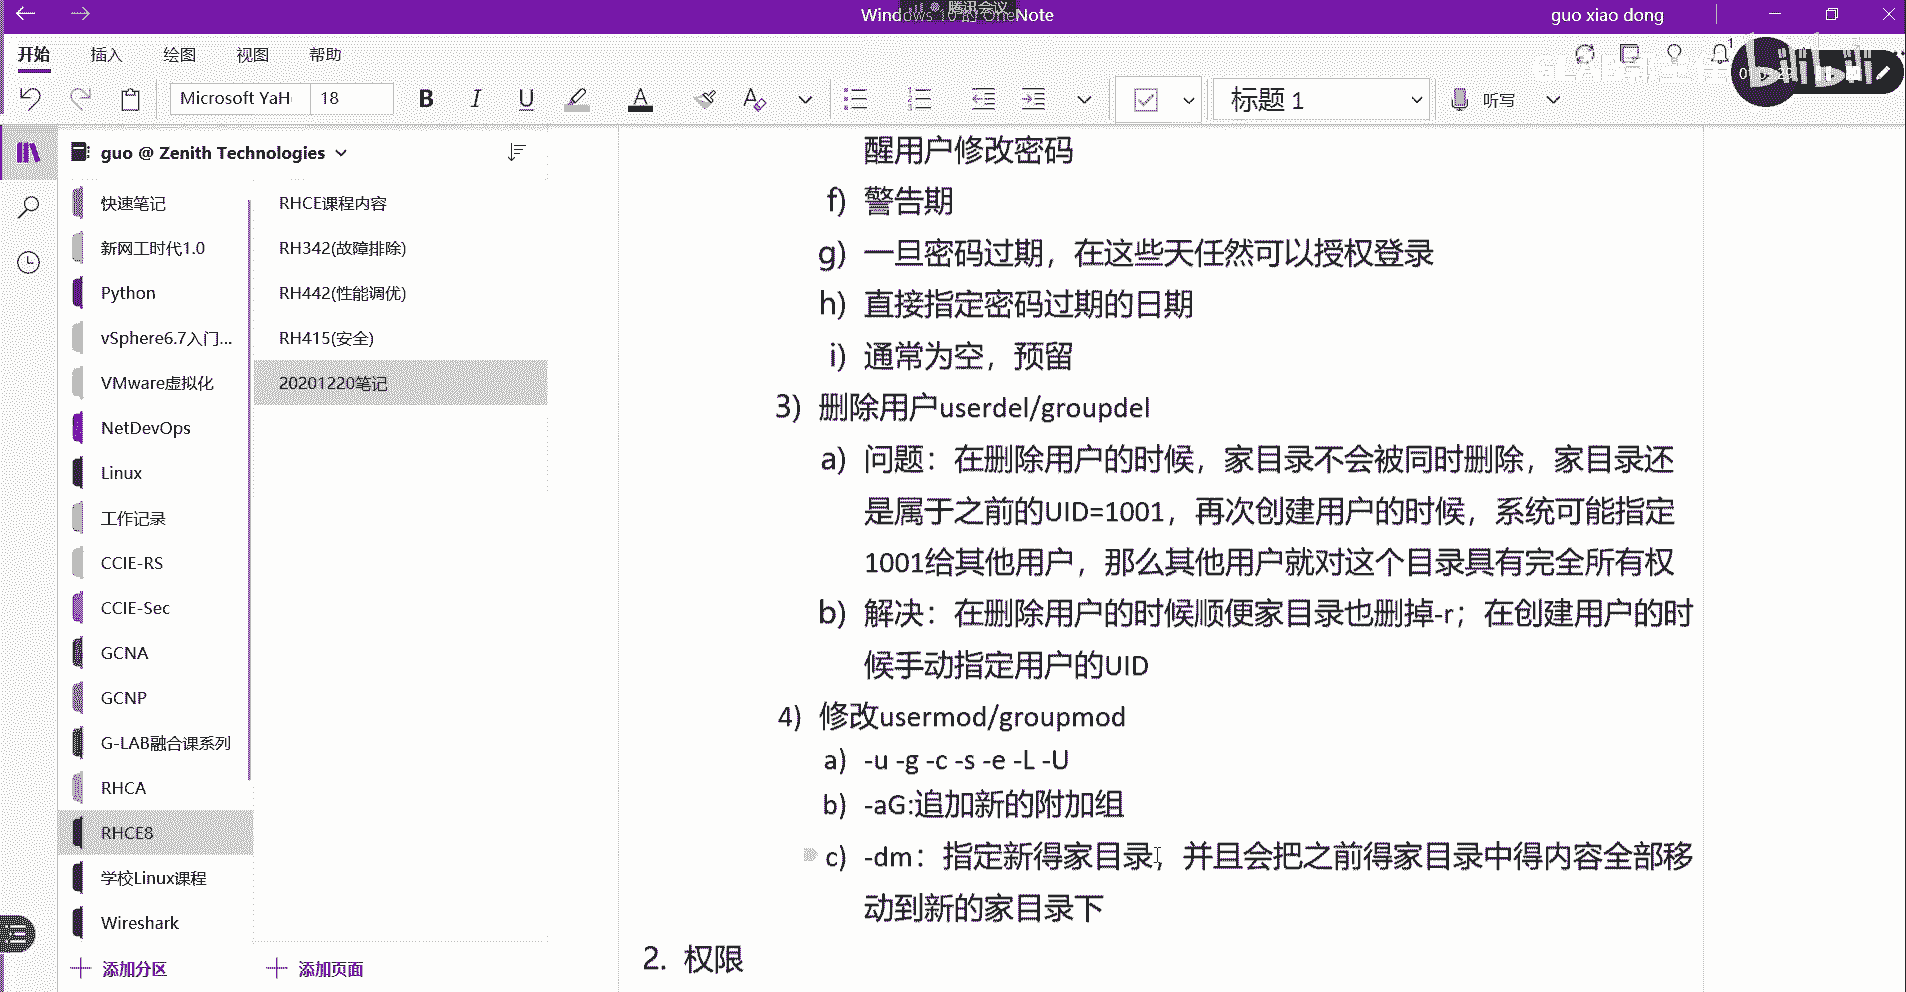 Windows 10 的 OneNote
腾讯会议
guo xiao dong
开始 插入 绘图 视图 帮助
1
bilibili
Microsoft YaH 18 B I U A 标题 1 听写
guo @ Zenith Technologies
快速笔记
新网工时代1.0
Python
vSphere6.7入门...
VMware虚拟化
NetDevOps
Linux
工作记录
CCIE-RS
CCIE-Sec
GCNA
GCNP
G-LAB融合课系列
RHCA
RHCE8
学校Linux课程
Wireshark
添加分区
RHCE课程内容
RH342(故障排除)
RH442(性能调优)
RH415(安全)
20201220笔记
添加页面
醒用户修改密码
f) 警告期
g) 一旦密码过期，在这些天任然可以授权登录
h) 直接指定密码过期的日期
i) 通常为空，预留
3) 删除用户userdel/groupdel
a) 问题：在删除用户的时候，家目录不会被同时删除，家目录还
是属于之前的UID=1001，再次创建用户的时候，系统可能指定
1001给其他用户，那么其他用户就对这个目录具有完全所有权
b) 解决：在删除用户的时候顺便家目录也删掉-r；在创建用户的时
候手动指定用户的UID
4) 修改usermod/groupmod
a) -u -g -c -s -e -L -U
b) -aG:追加新的附加组
c) -dm：指定新得家目录，并且会把之前得家目录中得内容全部移
动到新的家目录下
2. 权限